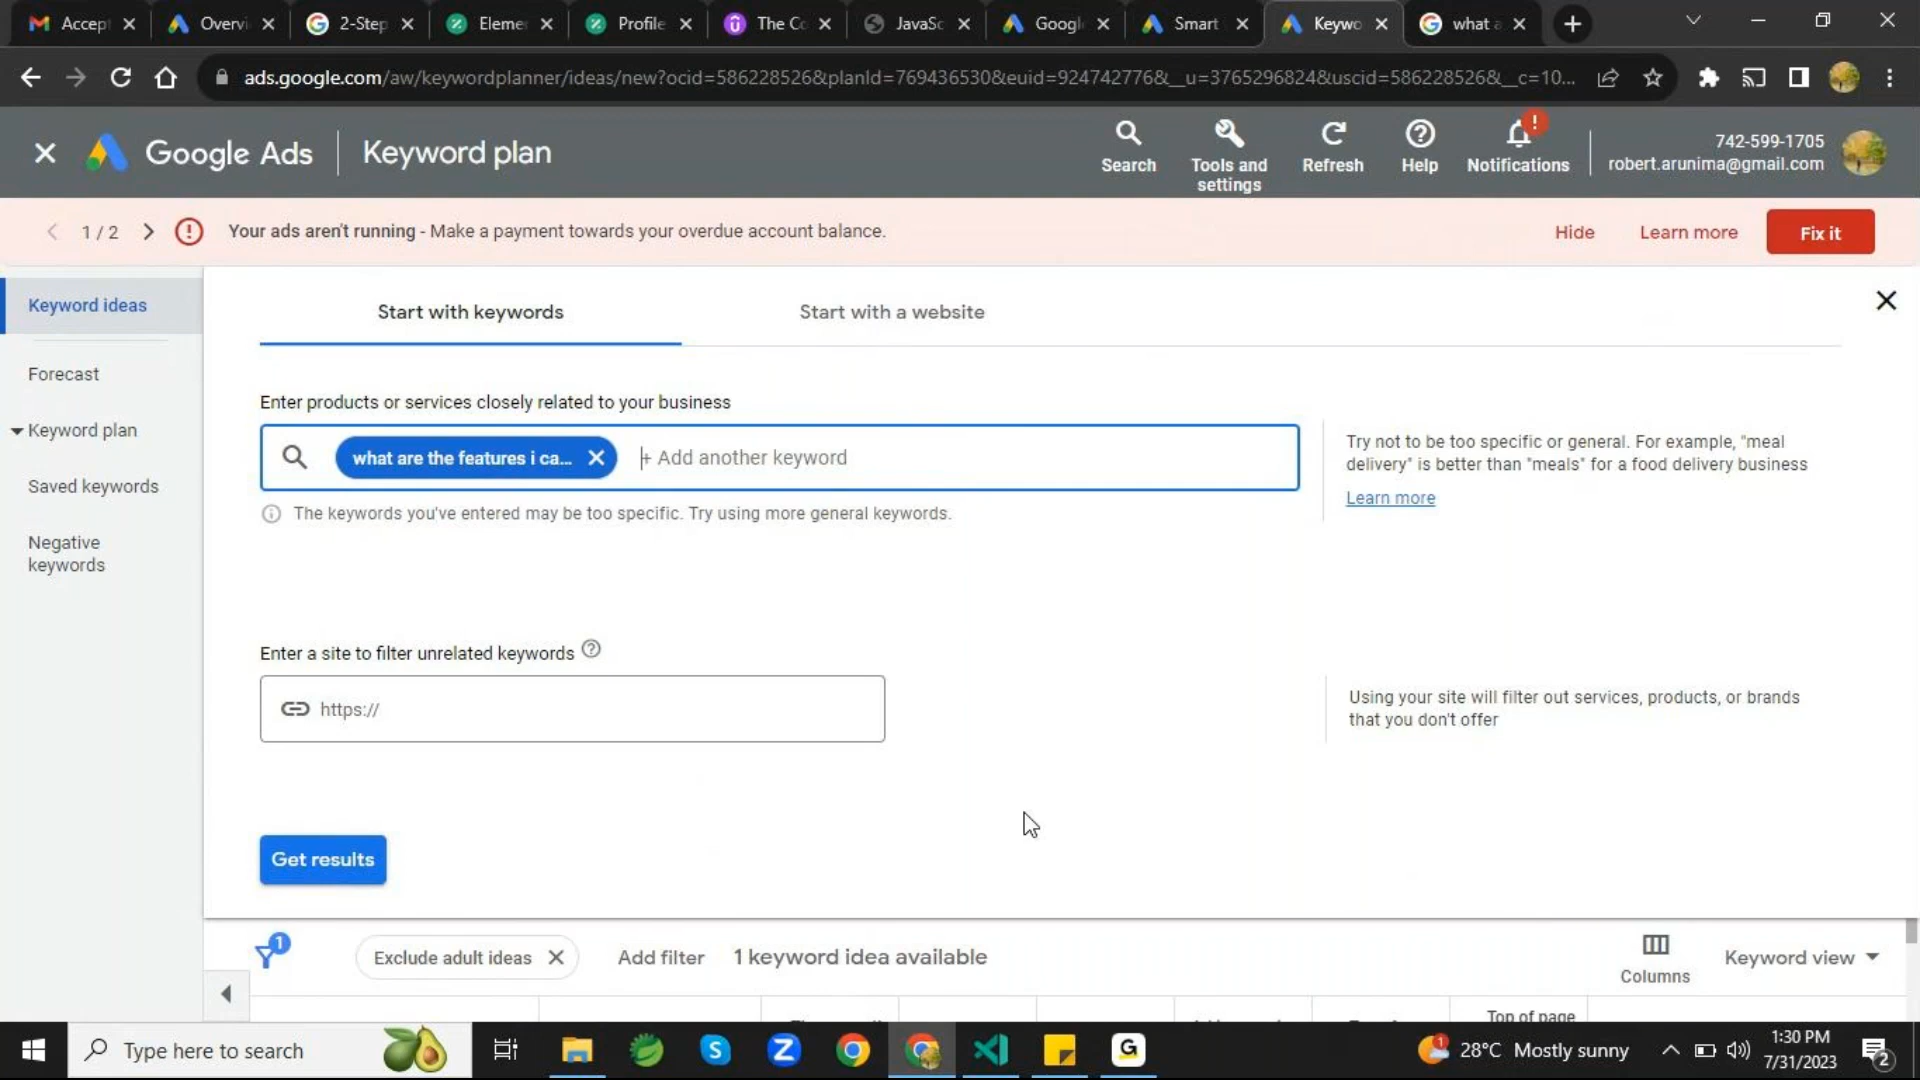 Accept
Overvi
2-Step
Eleme
Profile
The Co
JavaSc
Google
Smart
Keywo
what a
ads.google.com/aw/keywordplanner/ideas/new?ocid=586228526&planId=769436530&euid=924742776&__u=3765296824&uscid=586228526&__c=10...
Google Ads
Keyword plan
Search
Tools and
settings
Refresh
Help
!
Notifications
742-599-1705
robert.arunima@gmail.com
1 / 2
Your ads aren't running - Make a payment towards your overdue account balance.
Hide
Learn more
Fix it
Keyword ideas
Forecast
Keyword plan
Saved keywords
Negative
keywords
Start with keywords
Start with a website
Enter products or services closely related to your business
what are the features i ca...
+ Add another keyword
The keywords you've entered may be too specific. Try using more general keywords.
Try not to be too specific or general. For example, "meal
delivery" is better than "meals" for a food delivery business
Learn more
Enter a site to filter unrelated keywords
https://
Using your site will filter out services, products, or brands
that you don't offer
Get results
1
Exclude adult ideas
Add filter
1 keyword idea available
Columns
Keyword view
Top of page
Type here to search
28°C Mostly sunny
1:30 PM
7/31/2023
2